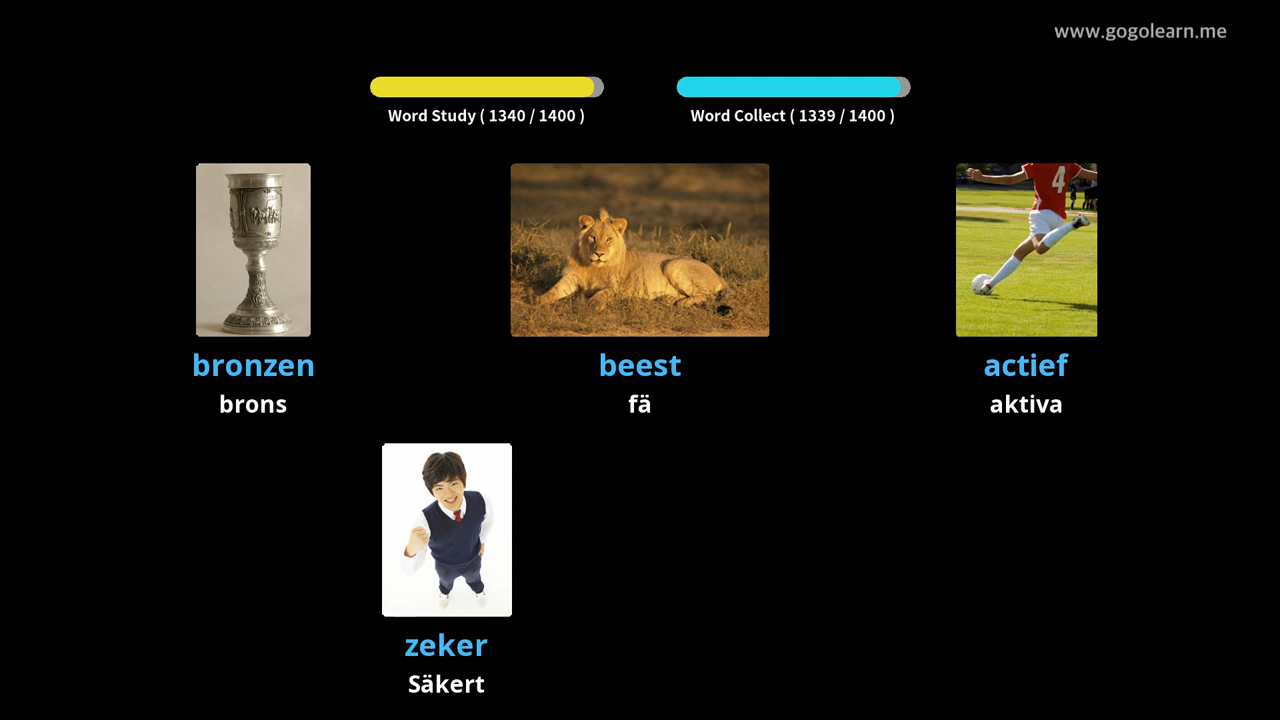 www.gogolearn.me
Word Study ( 1340 / 1400 )
Word Collect ( 1339 / 1400 )
4
bronzen
brons
beest
fä
actief
aktiva
zeker
Säkert